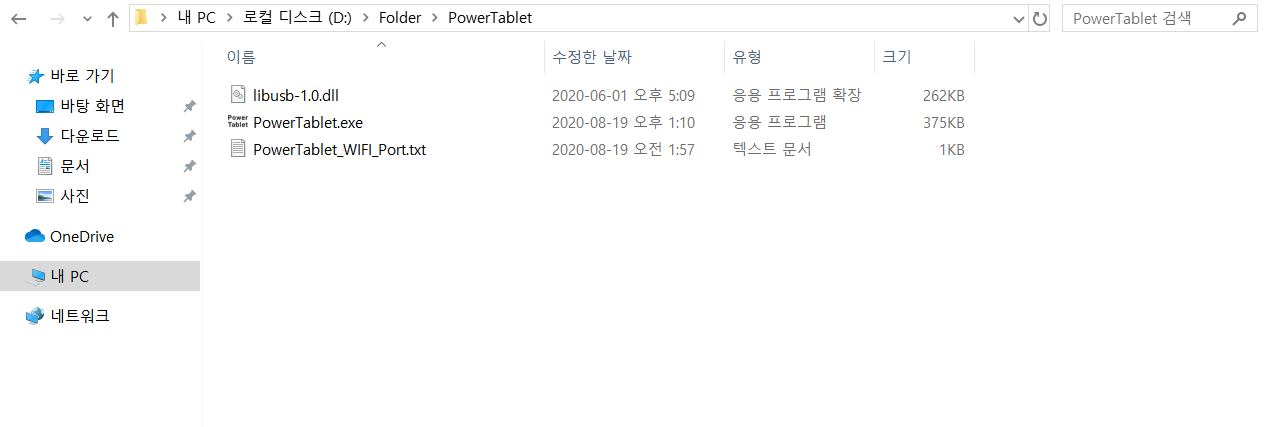 내 PC > 로컬 디스크 (D:) > Folder > PowerTablet
PowerTablet 검색
바로 가기
바탕 화면
다운로드
문서
사진
OneDrive
내 PC
네트워크
이름 수정한 날짜 유형 크기
libusb-1.0.dll 2020-06-01 오후 5:09 응용 프로그램 확장 262KB
Power Tablet PowerTablet.exe 2020-08-19 오후 1:10 응용 프로그램 375KB
PowerTablet_WIFI_Port.txt 2020-08-19 오전 1:57 텍스트 문서 1KB